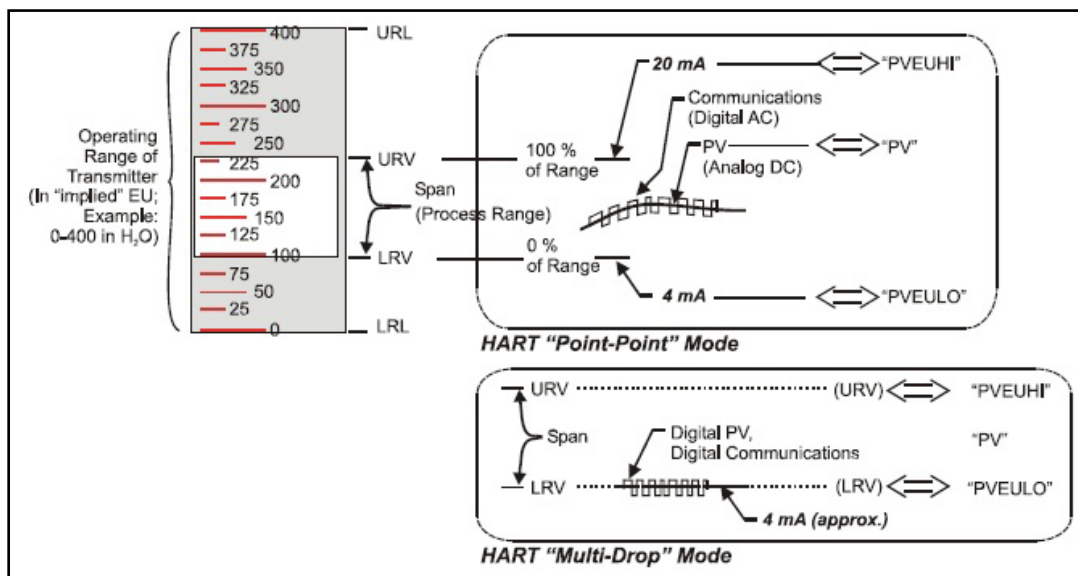 400
375
350
325
300
275
250
225
200
175
150
125
100
75
50
25
0
Operating
Range of
Transmitter
(In “implied” EU;
Example:
0-400 in H₂O)
URL
URV
Span
(Process Range)
LRV
LRL
20 mA
“PVEUHI”
Communications
(Digital AC)
100 %
of Range
PV
(Analog DC)
“PV”
0 %
of Range
4 mA
“PVEULO”
HART “Point-Point” Mode
URV
(URV)
“PVEUHI”
Span
Digital PV,
Digital Communications
“PV”
LRV
(LRV)
“PVEULO”
4 mA (approx.)
HART “Multi-Drop” Mode